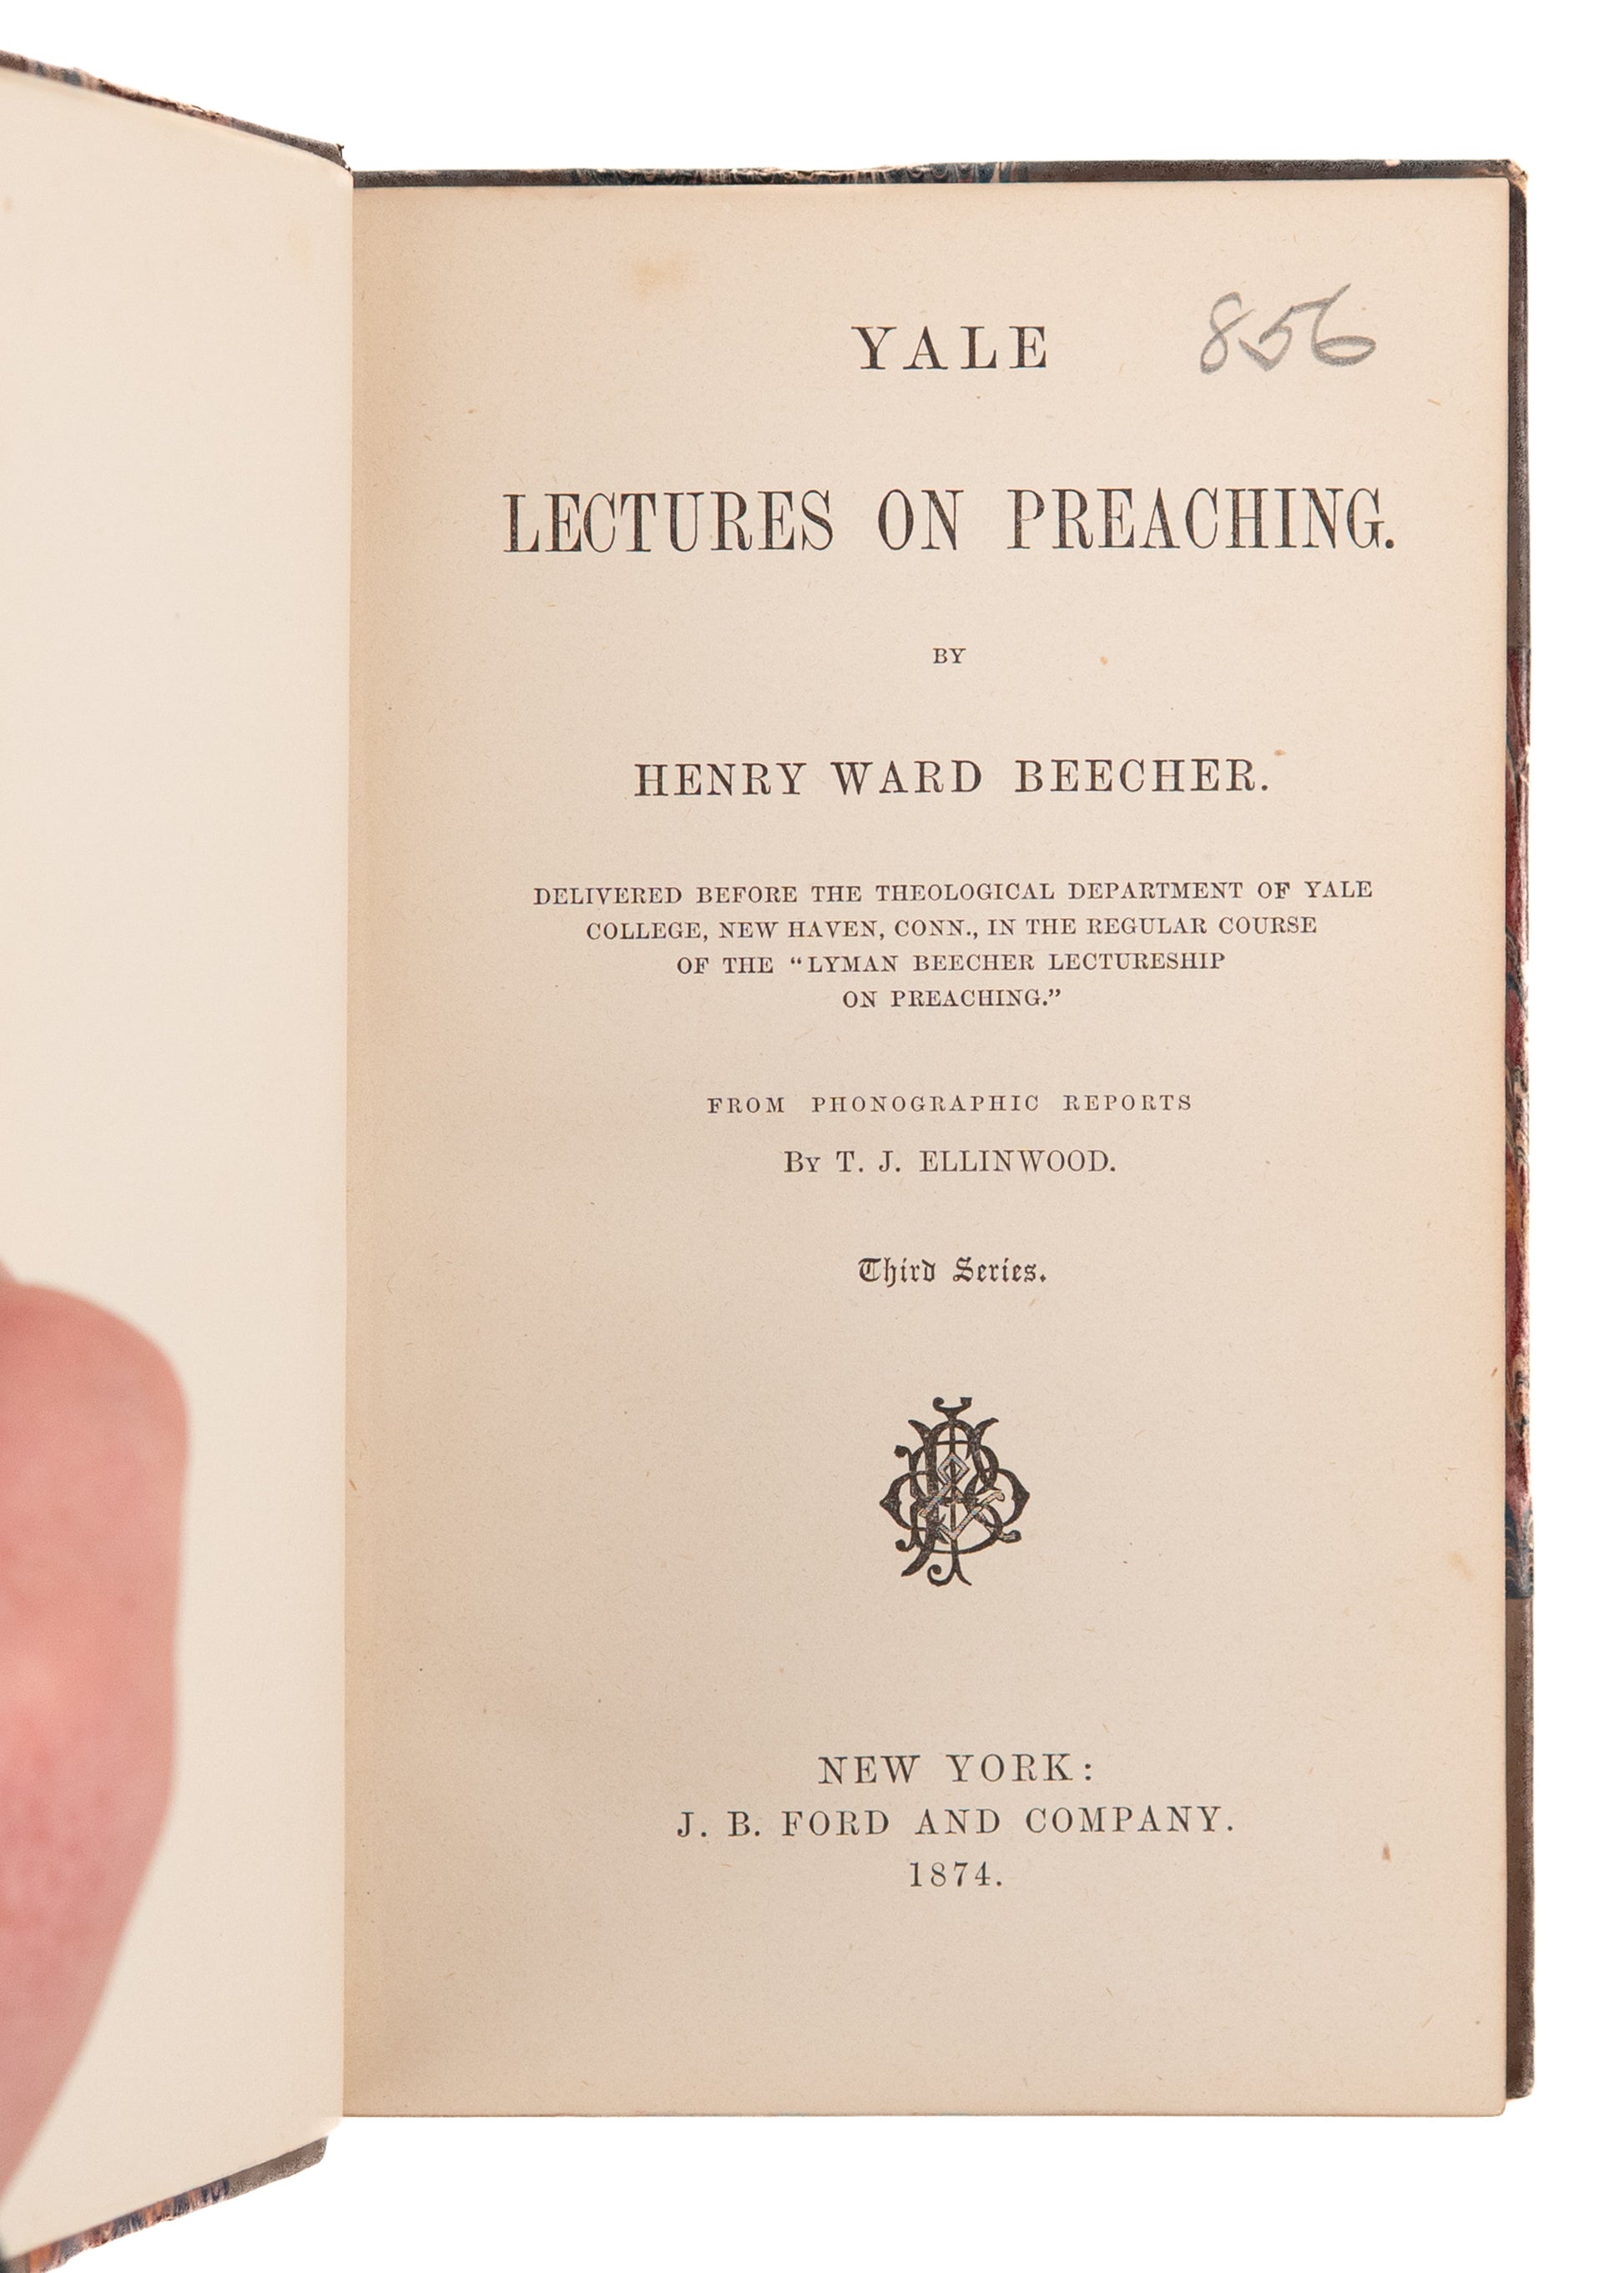 YALE 856
LECTURES ON PREACHING.
BY
HENRY WARD BEECHER.
DELIVERED BEFORE THE THEOLOGICAL DEPARTMENT OF YALE
COLLEGE, NEW HAVEN, CONN., IN THE REGULAR COURSE
OF THE “LYMAN BEECHER LECTURESHIP
ON PREACHING.”
FROM PHONOGRAPHIC REPORTS
By T. J. ELLINWOOD.
Third Series.
NEW YORK:
J. B. FORD AND COMPANY.
1874.